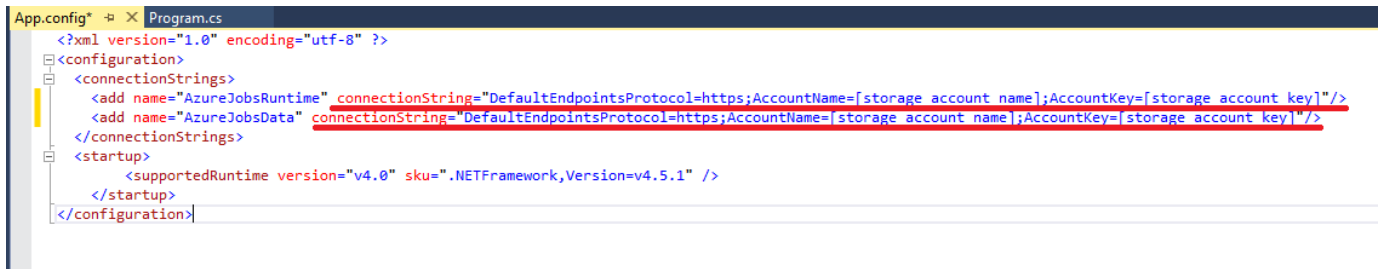 App.config* Program.cs
<?xml version="1.0" encoding="utf-8" ?>
<configuration>
<connectionStrings>
<add name="AzureJobsRuntime" connectionString="DefaultEndpointsProtocol=https;AccountName=[storage account name];AccountKey=[storage account key]"/>
<add name="AzureJobsData" connectionString="DefaultEndpointsProtocol=https;AccountName=[storage account name];AccountKey=[storage account key]"/>
</connectionStrings>
<startup>
<supportedRuntime version="v4.0" sku=".NETFramework,Version=v4.5.1" />
</startup>
</configuration>